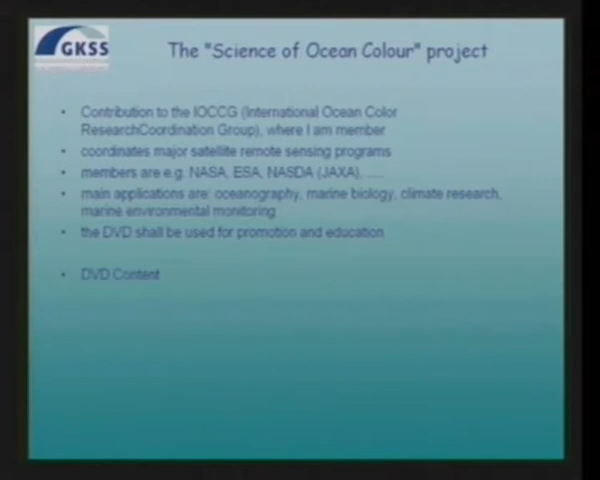 GKSS
The "Science of Ocean Colour" project
• Contribution to the IOCCG (International Ocean Color
ResearchCoordination Group), where I am member
• coordinates major satellite remote sensing programs
• members are e.g. NASA, ESA, NASDA (JAXA), ....
• main applications are: oceanography, marine biology, climate research,
marine environmental monitoring
• the DVD shall be used for promotion and education
• DVD Content